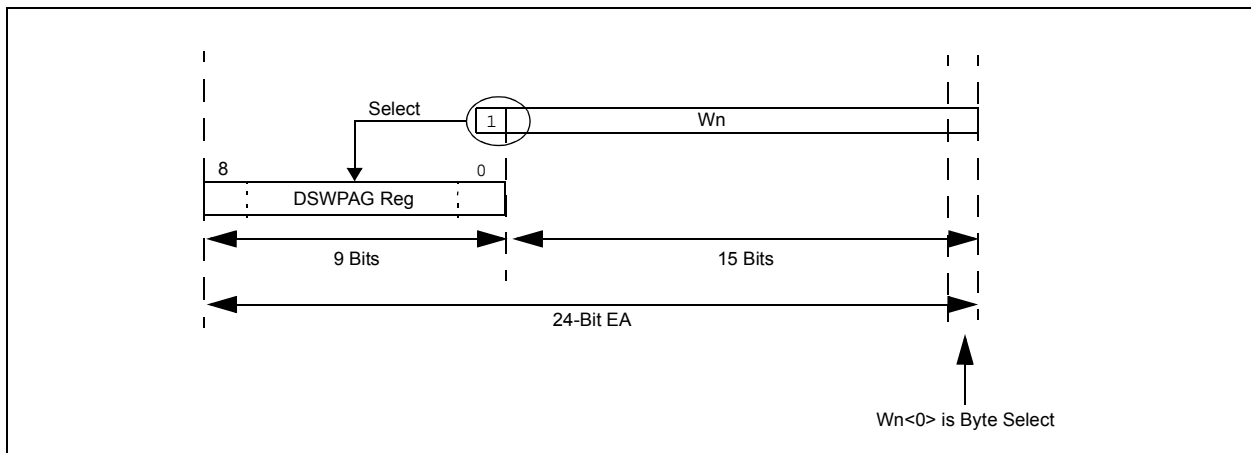 Select
1
Wn
8
0
DSWPAG Reg
9 Bits
15 Bits
24-Bit EA
Wn<0> is Byte Select